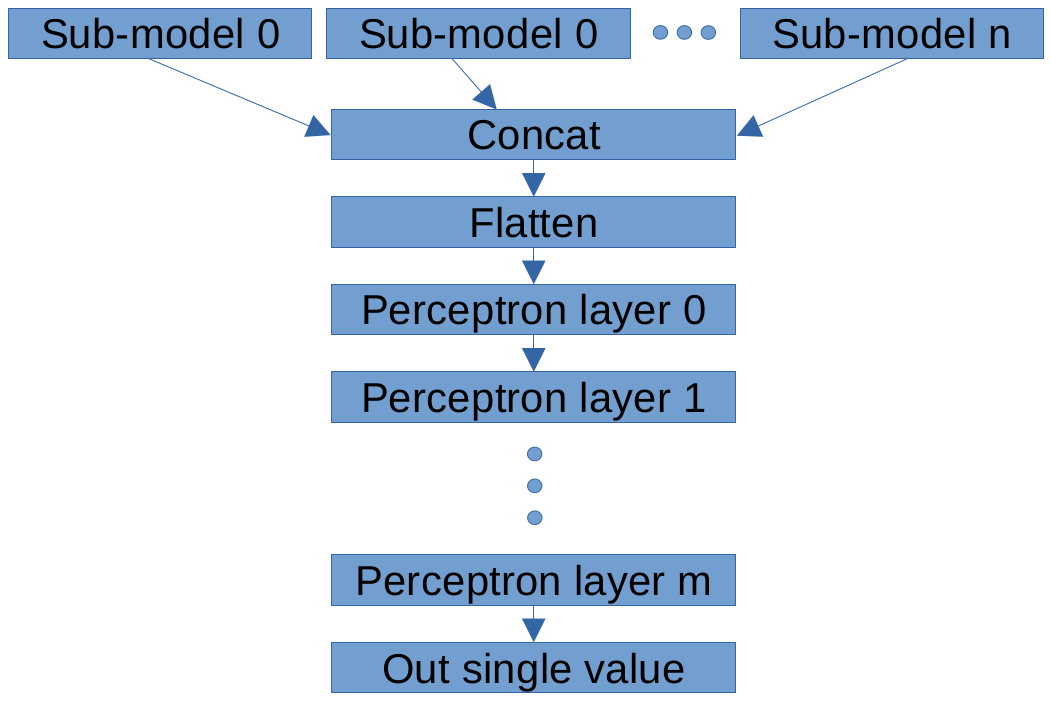 Sub-model 0
Sub-model 0
Sub-model n
Concat
Flatten
Perceptron layer 0
Perceptron layer 1
Perceptron layer m
Out single value